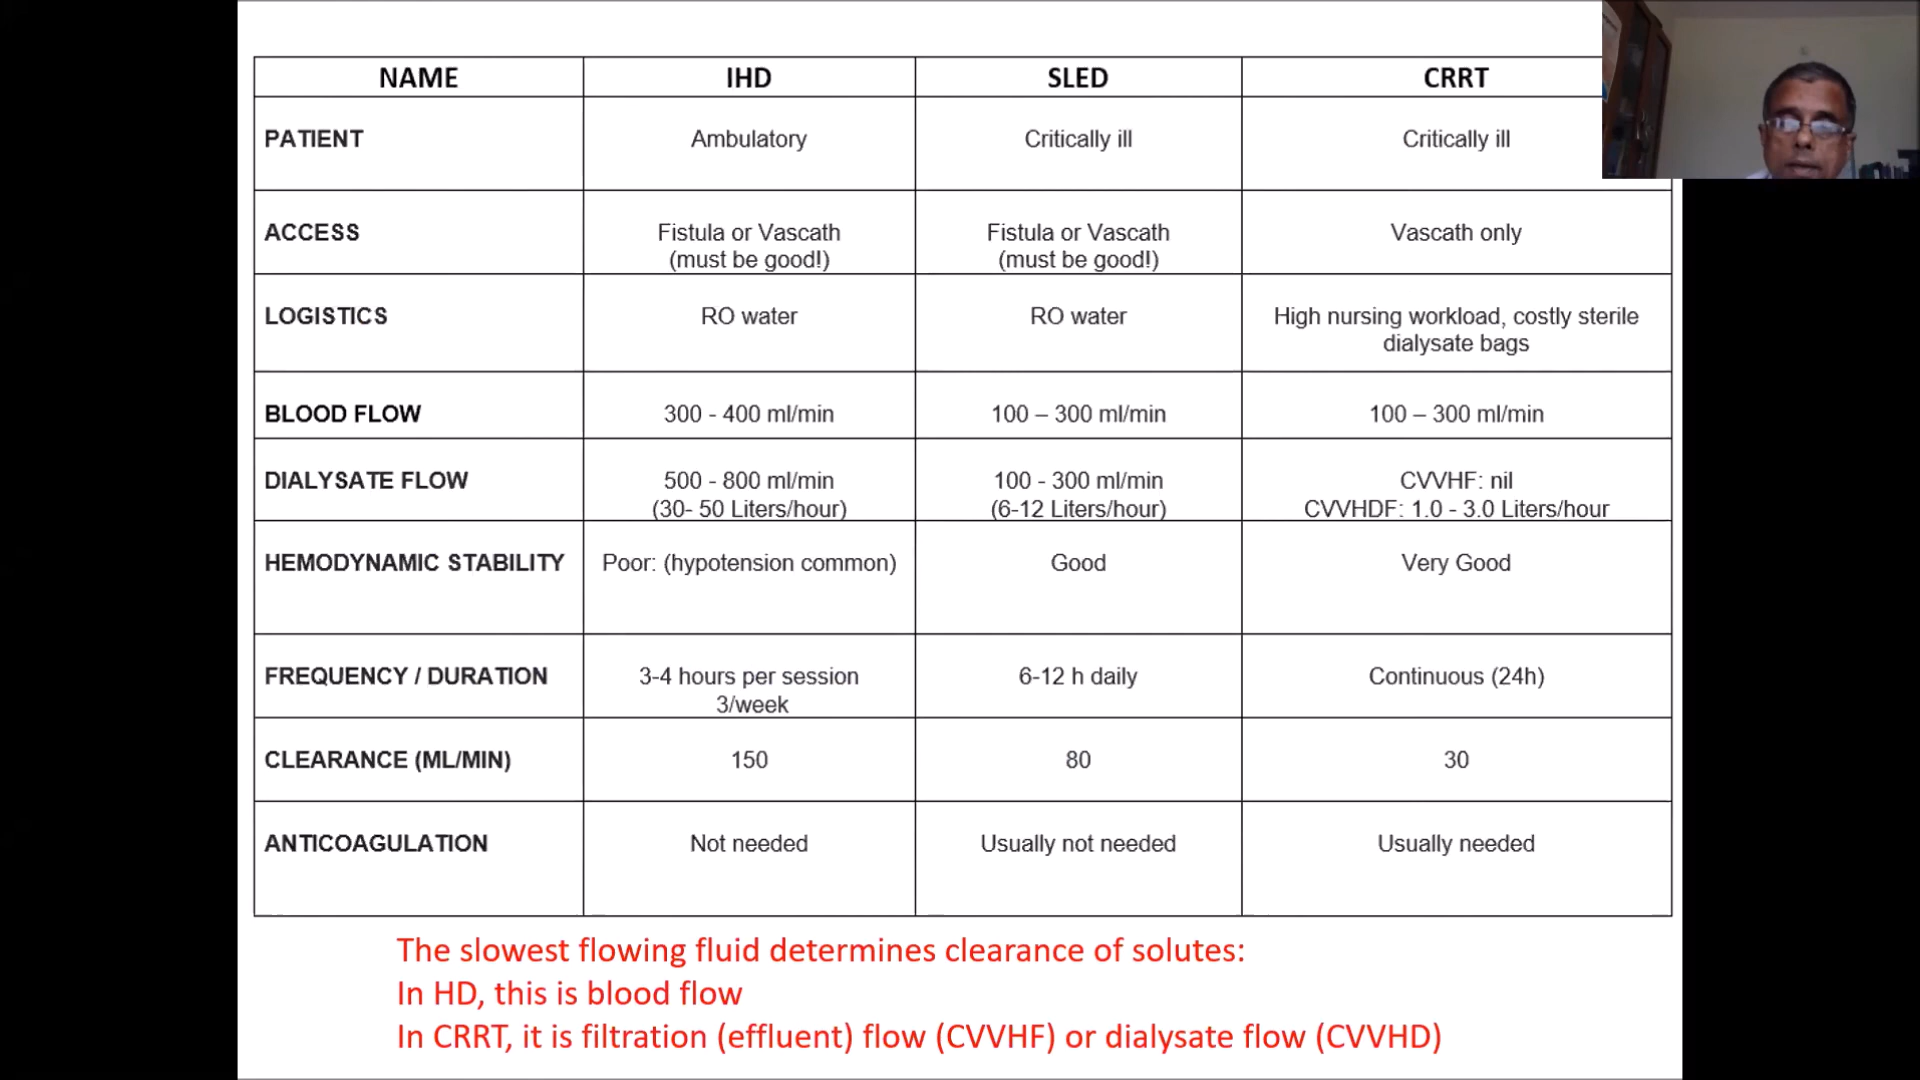 NAME IHD SLED CRRT
PATIENT Ambulatory Critically ill Critically ill
ACCESS Fistula or Vascath Fistula or Vascath Vascath only
(must be good!) (must be good!)
LOGISTICS RO water RO water High nursing workload, costly sterile
dialysate bags
BLOOD FLOW 300 - 400 ml/min 100 – 300 ml/min 100 – 300 ml/min
DIALYSATE FLOW 500 - 800 ml/min 100 - 300 ml/min CVVHF: nil
(30- 50 Liters/hour) (6-12 Liters/hour) CVVHDF: 1.0 - 3.0 Liters/hour
HEMODYNAMIC STABILITY Poor: (hypotension common) Good Very Good
FREQUENCY / DURATION 3-4 hours per session 6-12 h daily Continuous (24h)
3/week
CLEARANCE (ML/MIN) 150 80 30
ANTICOAGULATION Not needed Usually not needed Usually needed
The slowest flowing fluid determines clearance of solutes:
In HD, this is blood flow
In CRRT, it is filtration (effluent) flow (CVVHF) or dialysate flow (CVVHD)